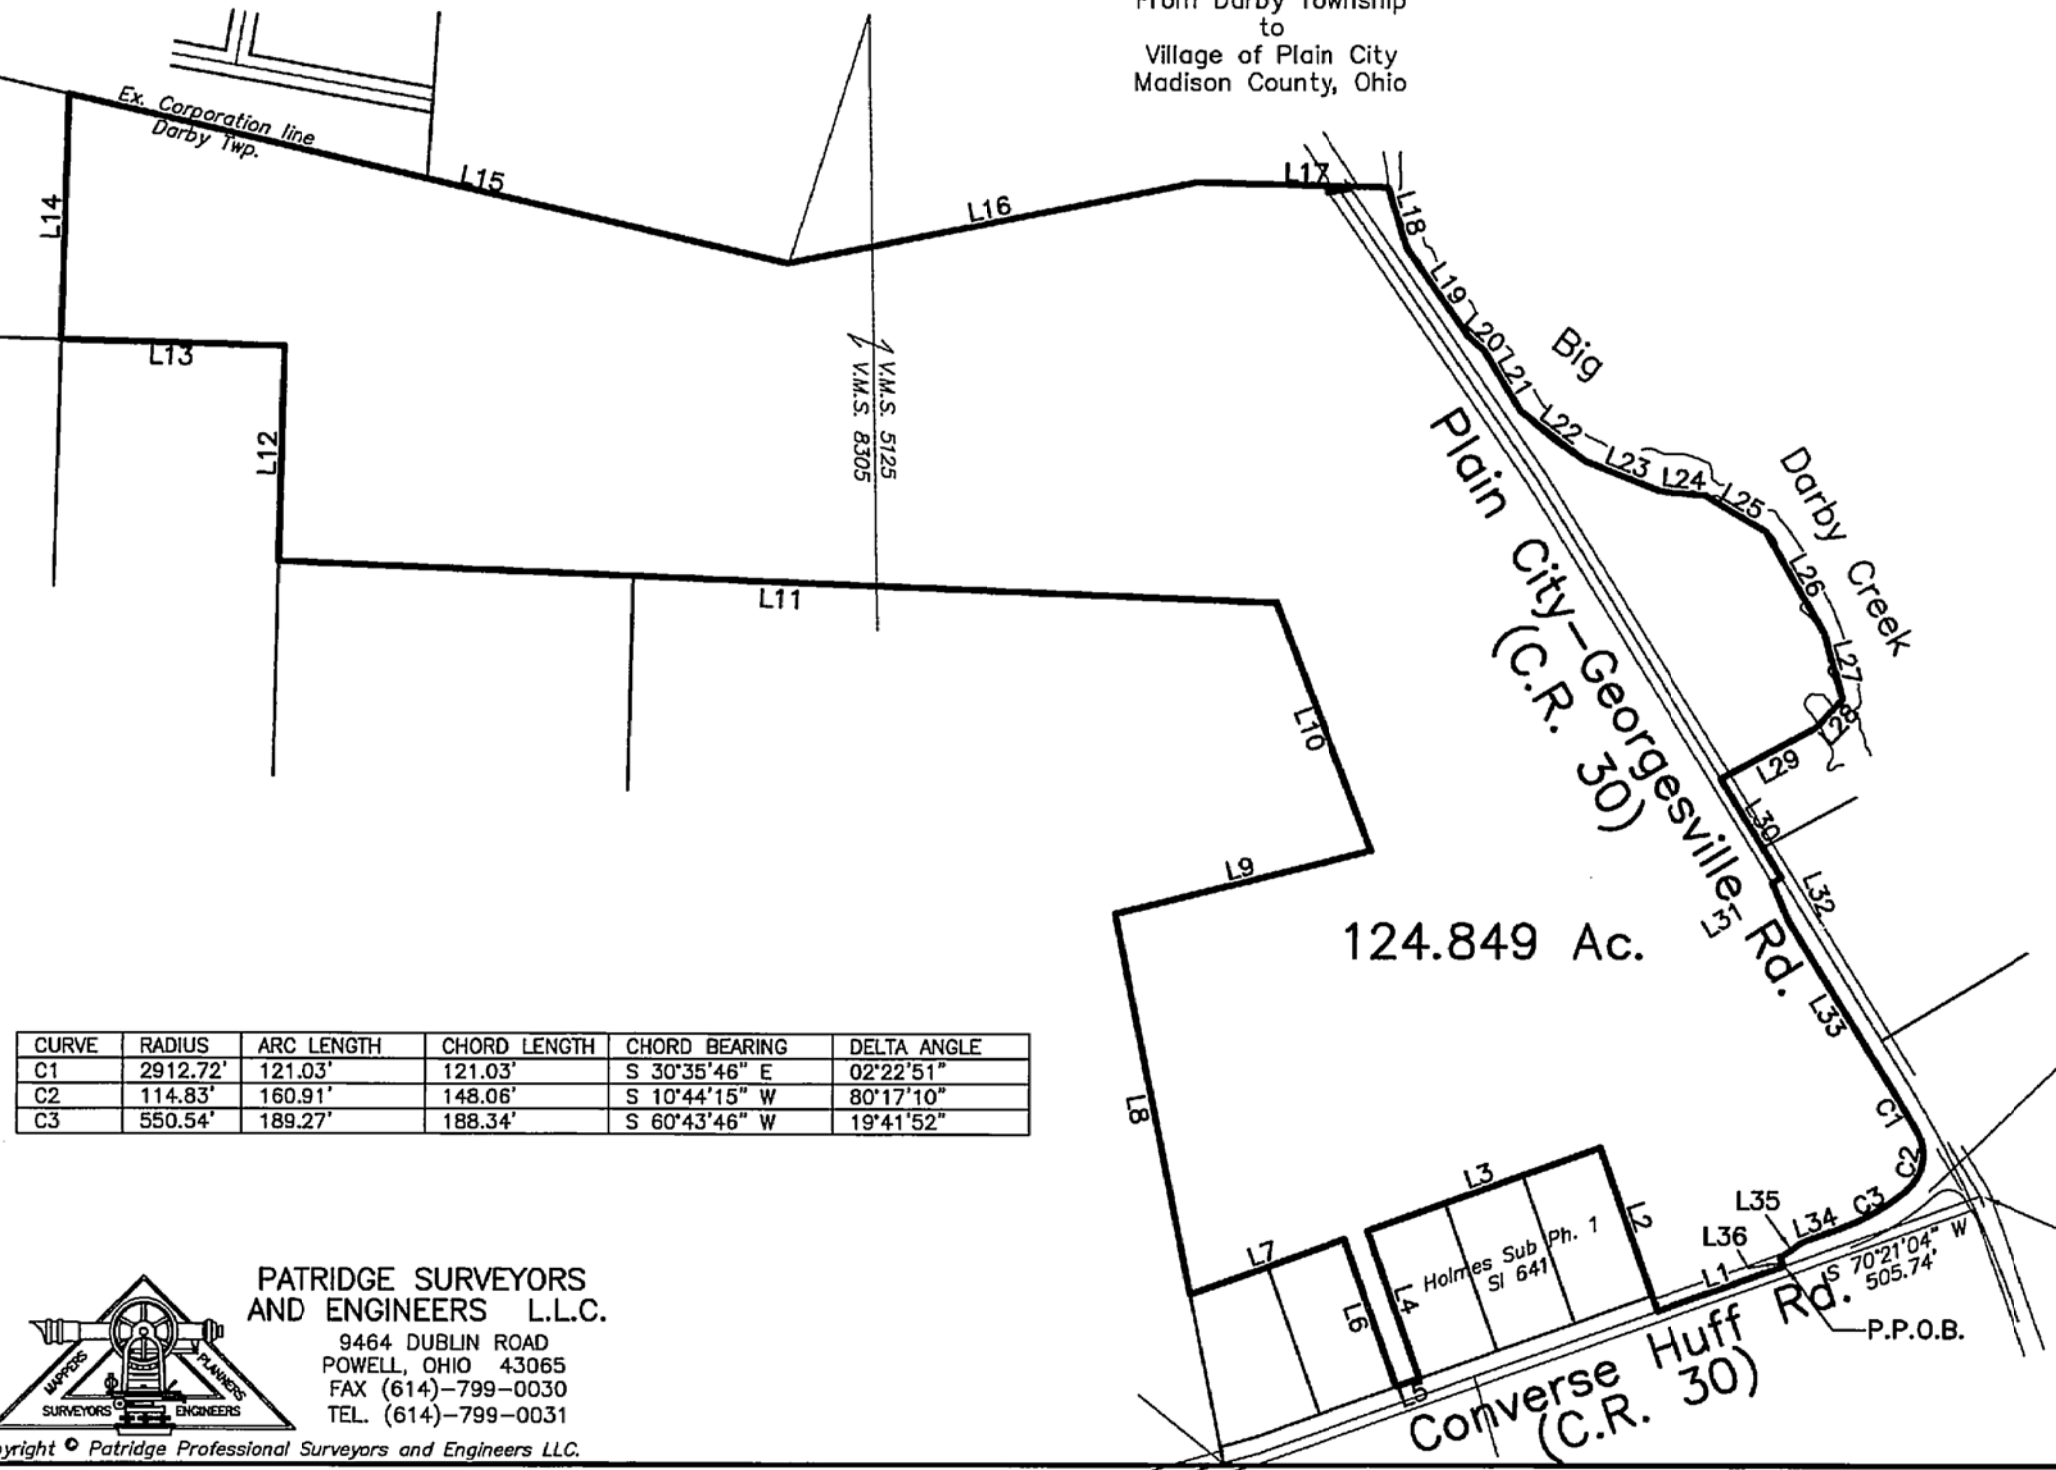 From Darby Township
to
Village of Plain City
Madison County, Ohio
Ex. Corporation line
Darby Twp.
L14
L15
L16
L17
L18
L19
L20
L21
L22
L23
L24
L25
L26
L27
L28
L29
L30
Big
Darby Creek
Plain City-Georgesville Rd.
(C.R. 30)
L13
L12
V.M.S. 5125
V.M.S. 8305
L11
L10
L9
L32
L31
124.849 Ac.
L33
L8
C1
C2
C3
L3
L2
L35
L34
L36
L1
S 70°21'04" W
505.74'
Holmes Sub Ph. 1
Sl 641
L7
L6
L4
L5
P.P.O.B.
Converse Huff Rd.
(C.R. 30)
CURVE RADIUS ARC LENGTH CHORD LENGTH CHORD BEARING DELTA ANGLE
C1 2912.72' 121.03' 121.03' S 30°35'46" E 02°22'51"
C2 114.83' 160.91' 148.06' S 10°44'15" W 80°17'10"
C3 550.54' 189.27' 188.34' S 60°43'46" W 19°41'52"
PATRIDGE SURVEYORS
AND ENGINEERS L.L.C.
9464 DUBLIN ROAD
POWELL, OHIO 43065
FAX (614)-799-0030
TEL. (614)-799-0031
MAPPERS
PLANNERS
SURVEYORS
ENGINEERS
yright © Patridge Professional Surveyors and Engineers LLC.